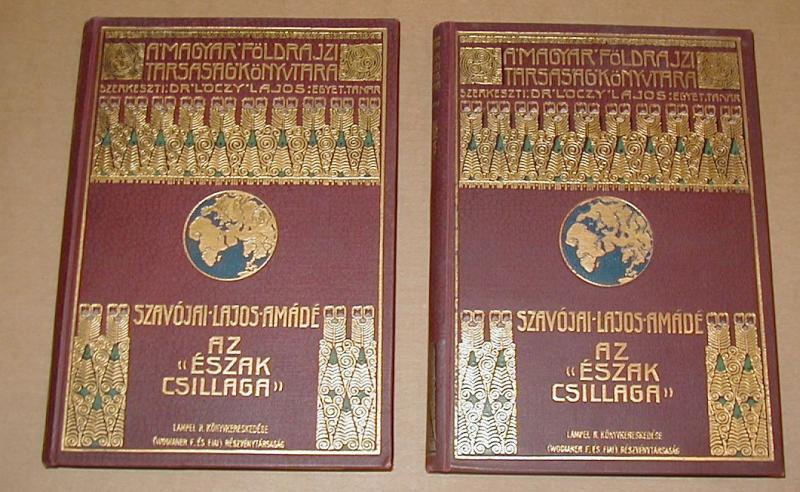 A MAGYAR FÖLDRAJZI
TÁRSASÁG KÖNYVTÁRA
SZERKESZTI: DR LÓCZY LAJOS: EGYET. TANÁR
SZAVÓJAI-LAJOS-AMÁDÉ
AZ
«ÉSZAK
CSILLAGA»
LAMPEL R. KÖNYVKERESKEDÉSE
(WODIANER F. ÉS FIAI) RÉSZVÉNYTÁRSASÁG
A MAGYAR FÖLDRAJZI
TÁRSASÁG KÖNYVTÁRA
SZERKESZTI: DR LÓCZY LAJOS: EGYET. TANÁR
SZAVÓJAI-LAJOS-AMÁDÉ
AZ
«ÉSZAK
CSILLAGA»
LAMPEL R. KÖNYVKERESKEDÉSE
(WODIANER F. ÉS FIAI) RÉSZVÉNYTÁRSASÁG